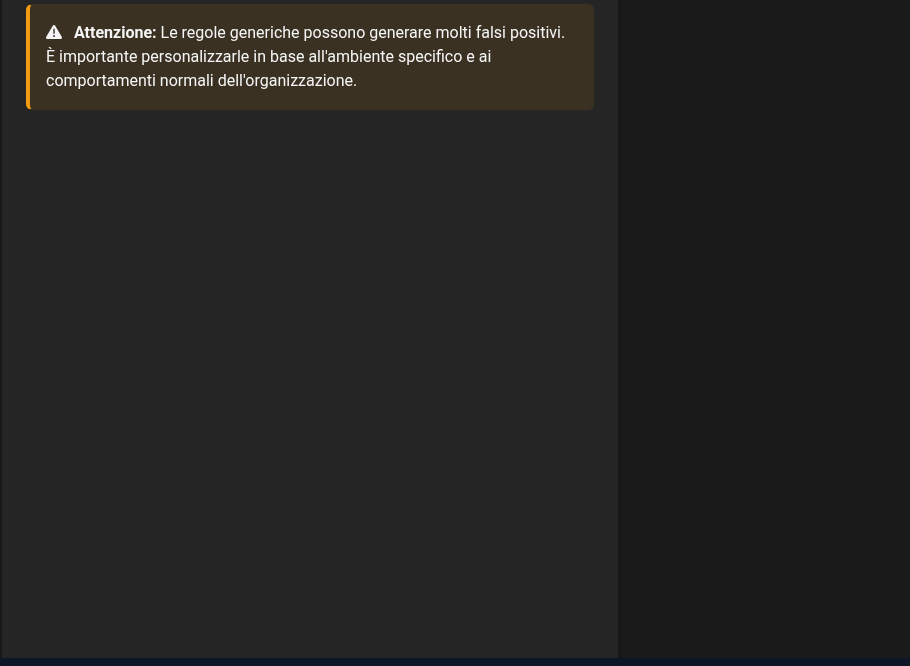 Attenzione: Le regole generiche possono generare molti falsi positivi.
È importante personalizzarle in base all'ambiente specifico e ai
comportamenti normali dell'organizzazione.